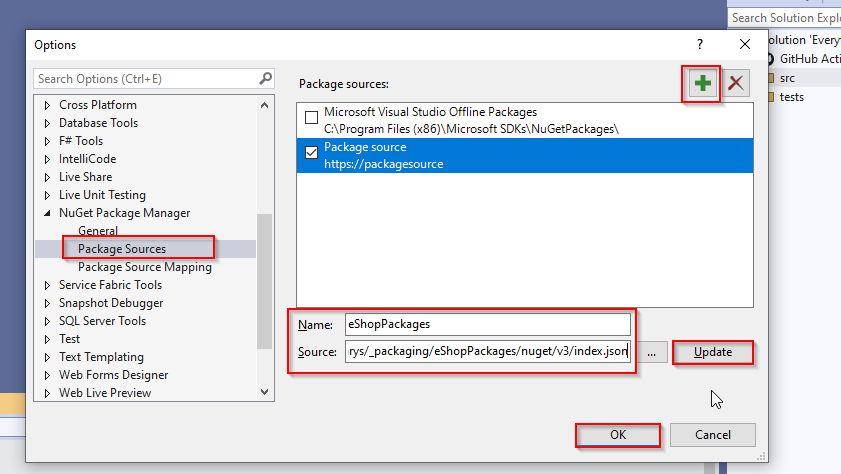 Options
?
Search Options (Ctrl+E)
Cross Platform
Database Tools
F# Tools
IntelliCode
Live Share
Live Unit Testing
NuGet Package Manager
General
Package Sources
Package Source Mapping
Service Fabric Tools
Snapshot Debugger
SQL Server Tools
Test
Text Templating
Web Forms Designer
Web Live Preview
Package sources:
Microsoft Visual Studio Offline Packages
C:\Program Files (x86)\Microsoft SDKs\NuGetPackages\
Package source
https://packagesource
Name: eShopPackages
Source: rys/_packaging/eShopPackages/nuget/v3/index.json
...
Update
OK
Cancel
Search Solution Explo
olution 'Every
GitHub Acti
src
tests